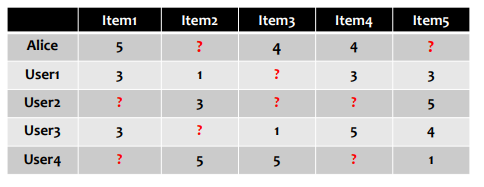 Item1 Item2 Item3 Item4 Item5
Alice 5 ? 4 4 ?
User1 3 1 ? 3 3
User2 ? 3 ? ? 5
User3 3 ? 1 5 4
User4 ? 5 5 ? 1